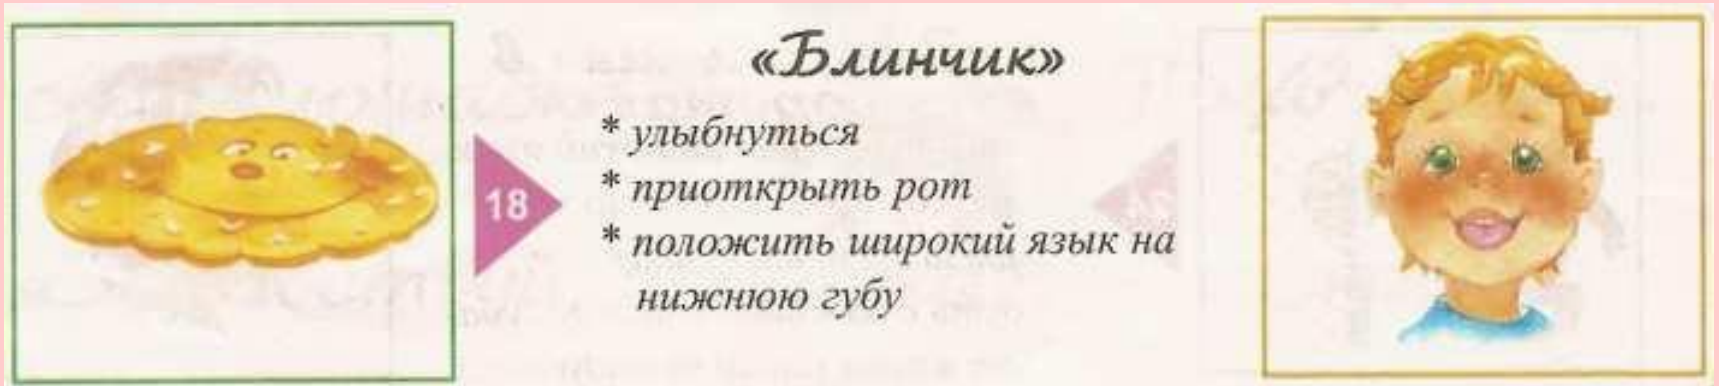 «Блинчик»
* улыбнуться
* приоткрыть рот
18
* положить широкий язык на
нижнюю губу